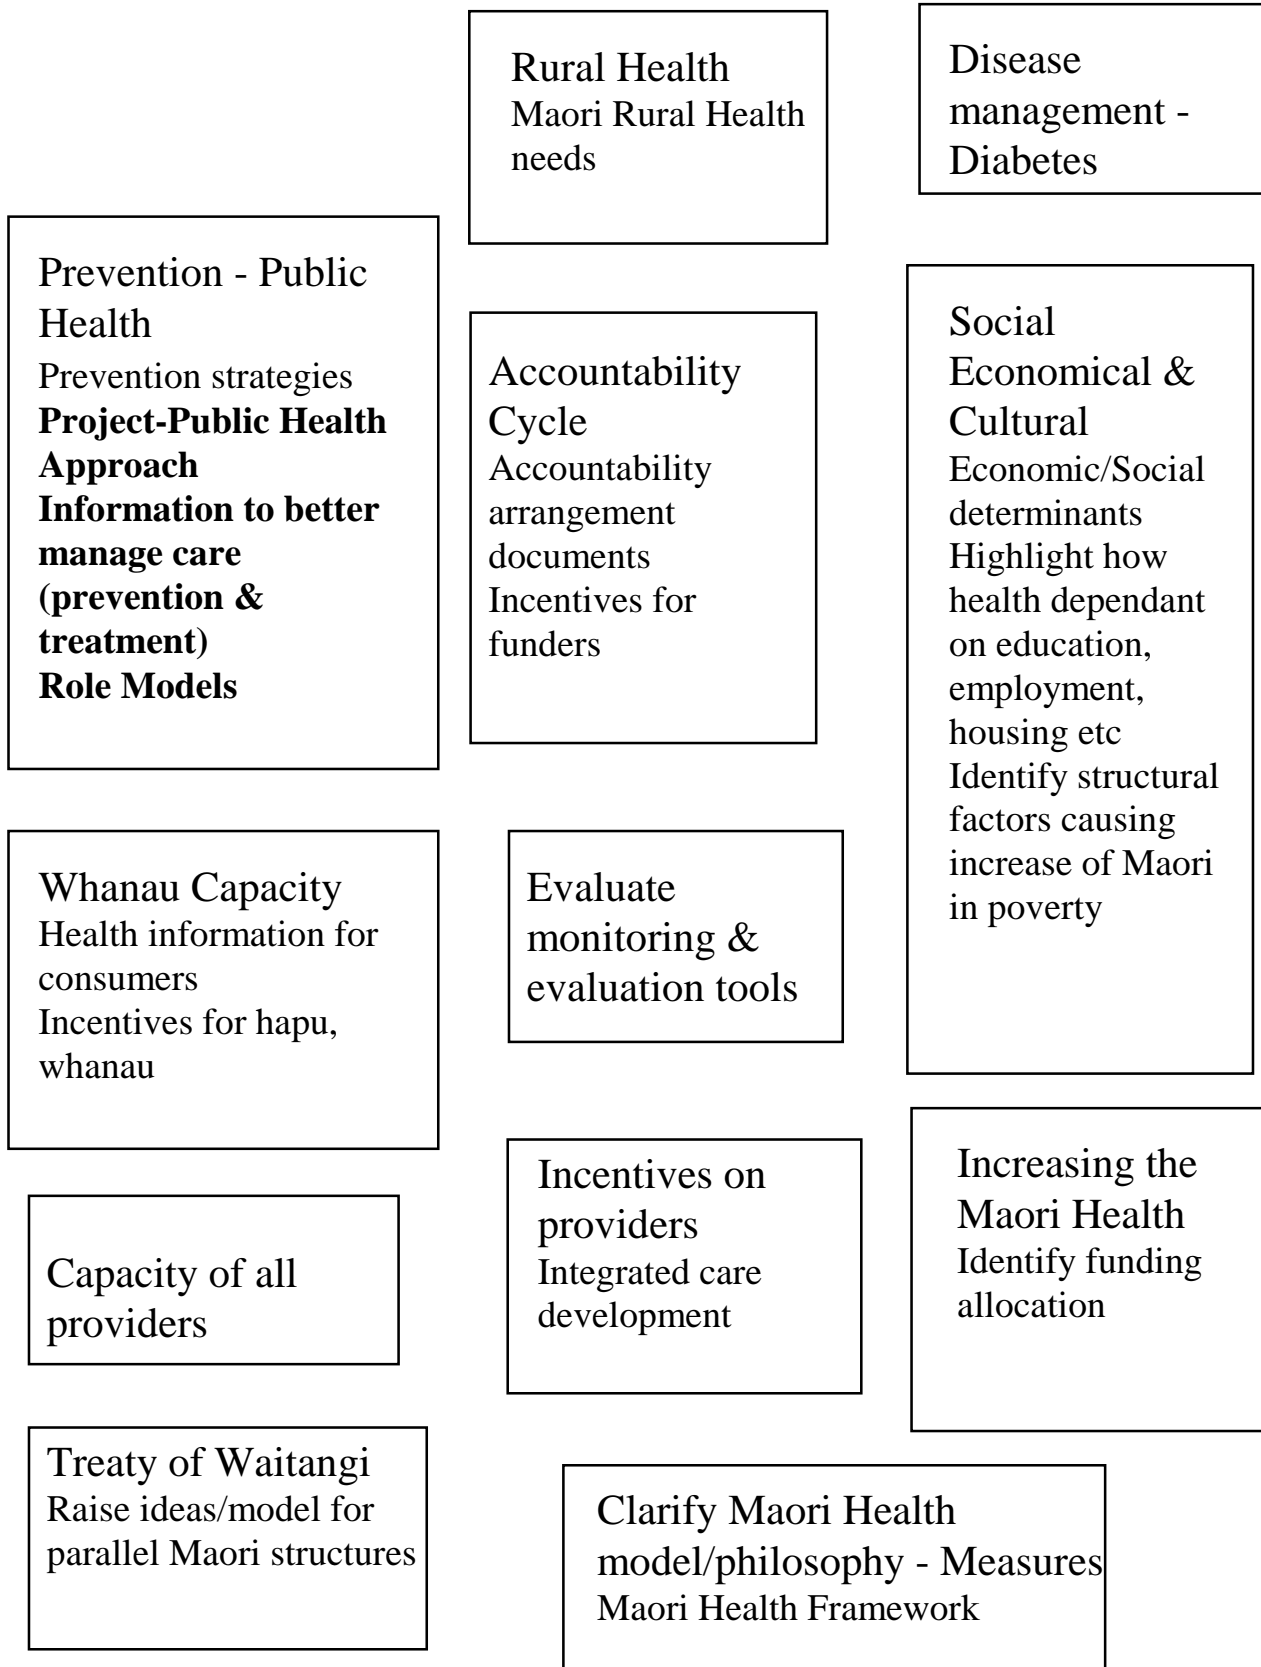 Rural Health
Maori Rural Health
needs
Disease
management -
Diabetes
Prevention - Public
Health
Prevention strategies
Project-Public Health
Approach
Information to better
manage care
(prevention &
treatment)
Role Models
Accountability
Cycle
Accountability
arrangement
documents
Incentives for
funders
Social
Economical &
Cultural
Economic/Social
determinants
Highlight how
health dependant
on education,
employment,
housing etc
Identify structural
factors causing
increase of Maori
in poverty
Whanau Capacity
Health information for
consumers
Incentives for hapu,
whanau
Evaluate
monitoring &
evaluation tools
Capacity of all
providers
Incentives on
providers
Integrated care
development
Increasing the
Maori Health
Identify funding
allocation
Treaty of Waitangi
Raise ideas/model for
parallel Maori structures
Clarify Maori Health
model/philosophy - Measures
Maori Health Framework